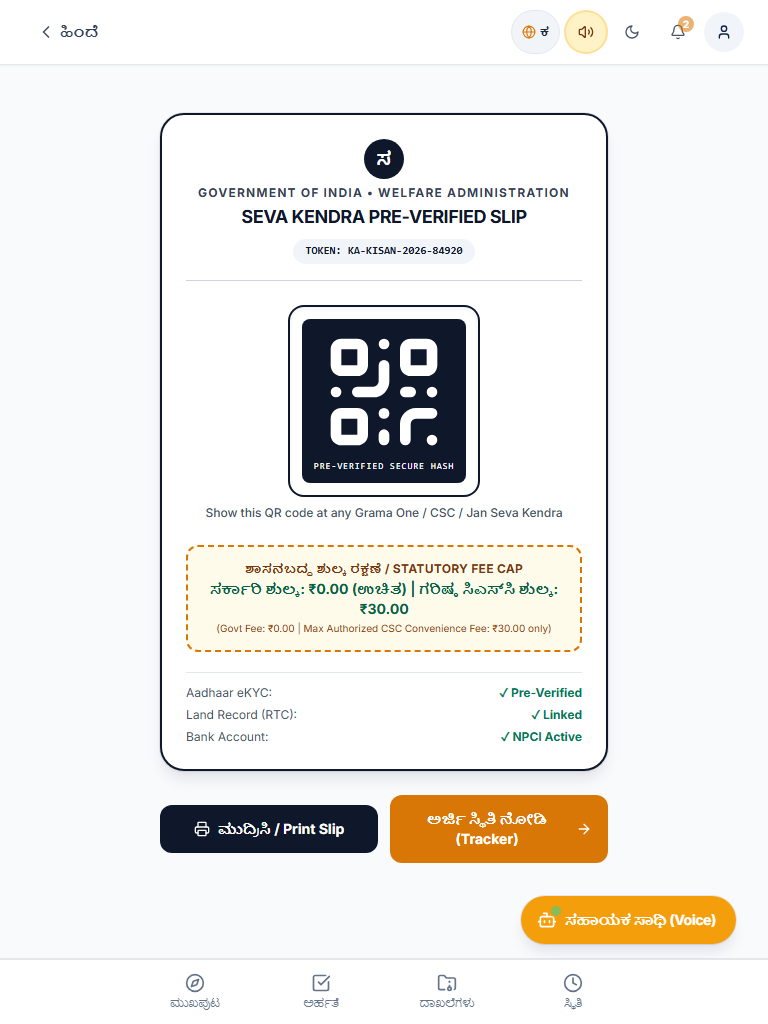 ಹಿಂದೆ
ಕ
2
ಸ
GOVERNMENT OF INDIA • WELFARE ADMINISTRATION
SEVA KENDRA PRE-VERIFIED SLIP
TOKEN: KA-KISAN-2026-84920
PRE-VERIFIED SECURE HASH
Show this QR code at any Grama One / CSC / Jan Seva Kendra
ಶಾಸನಬದ್ಧ ಶುಲ್ಕ ರಕ್ಷಣೆ / STATUTORY FEE CAP
ಸರ್ಕಾರಿ ಶುಲ್ಕ: ₹0.00 (ಉಚಿತ) | ಗರಿಷ್ಠ ಸಿಎಸ್‌ಸಿ ಶುಲ್ಕ:
₹30.00
(Govt Fee: ₹0.00 | Max Authorized CSC Convenience Fee: ₹30.00 only)
Aadhaar eKYC: ✓ Pre-Verified
Land Record (RTC): ✓ Linked
Bank Account: ✓ NPCI Active
ಮುದ್ರಿಸಿ / Print Slip
ಅರ್ಜಿ ಸ್ಥಿತಿ ನೋಡಿ
(Tracker)
ಸಹಾಯಕ ಸಾಥಿ (Voice)
ಮುಖಪುಟ
ಅರ್ಹತೆ
ದಾಖಲೆಗಳು
ಸ್ಥಿತಿ